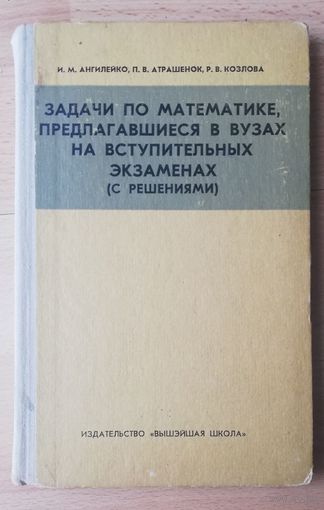 И. М. АНГИЛЕЙКО, П. В. АТРАШЕНОК, Р. В. КОЗЛОВА
ЗАДАЧИ ПО МАТЕМАТИКЕ,
ПРЕДЛАГАВШИЕСЯ В ВУЗАХ
НА ВСТУПИТЕЛЬНЫХ
ЭКЗАМЕНАХ
(С РЕШЕНИЯМИ)
ИЗДАТЕЛЬСТВО «ВЫШЭЙШАЯ ШКОЛА»